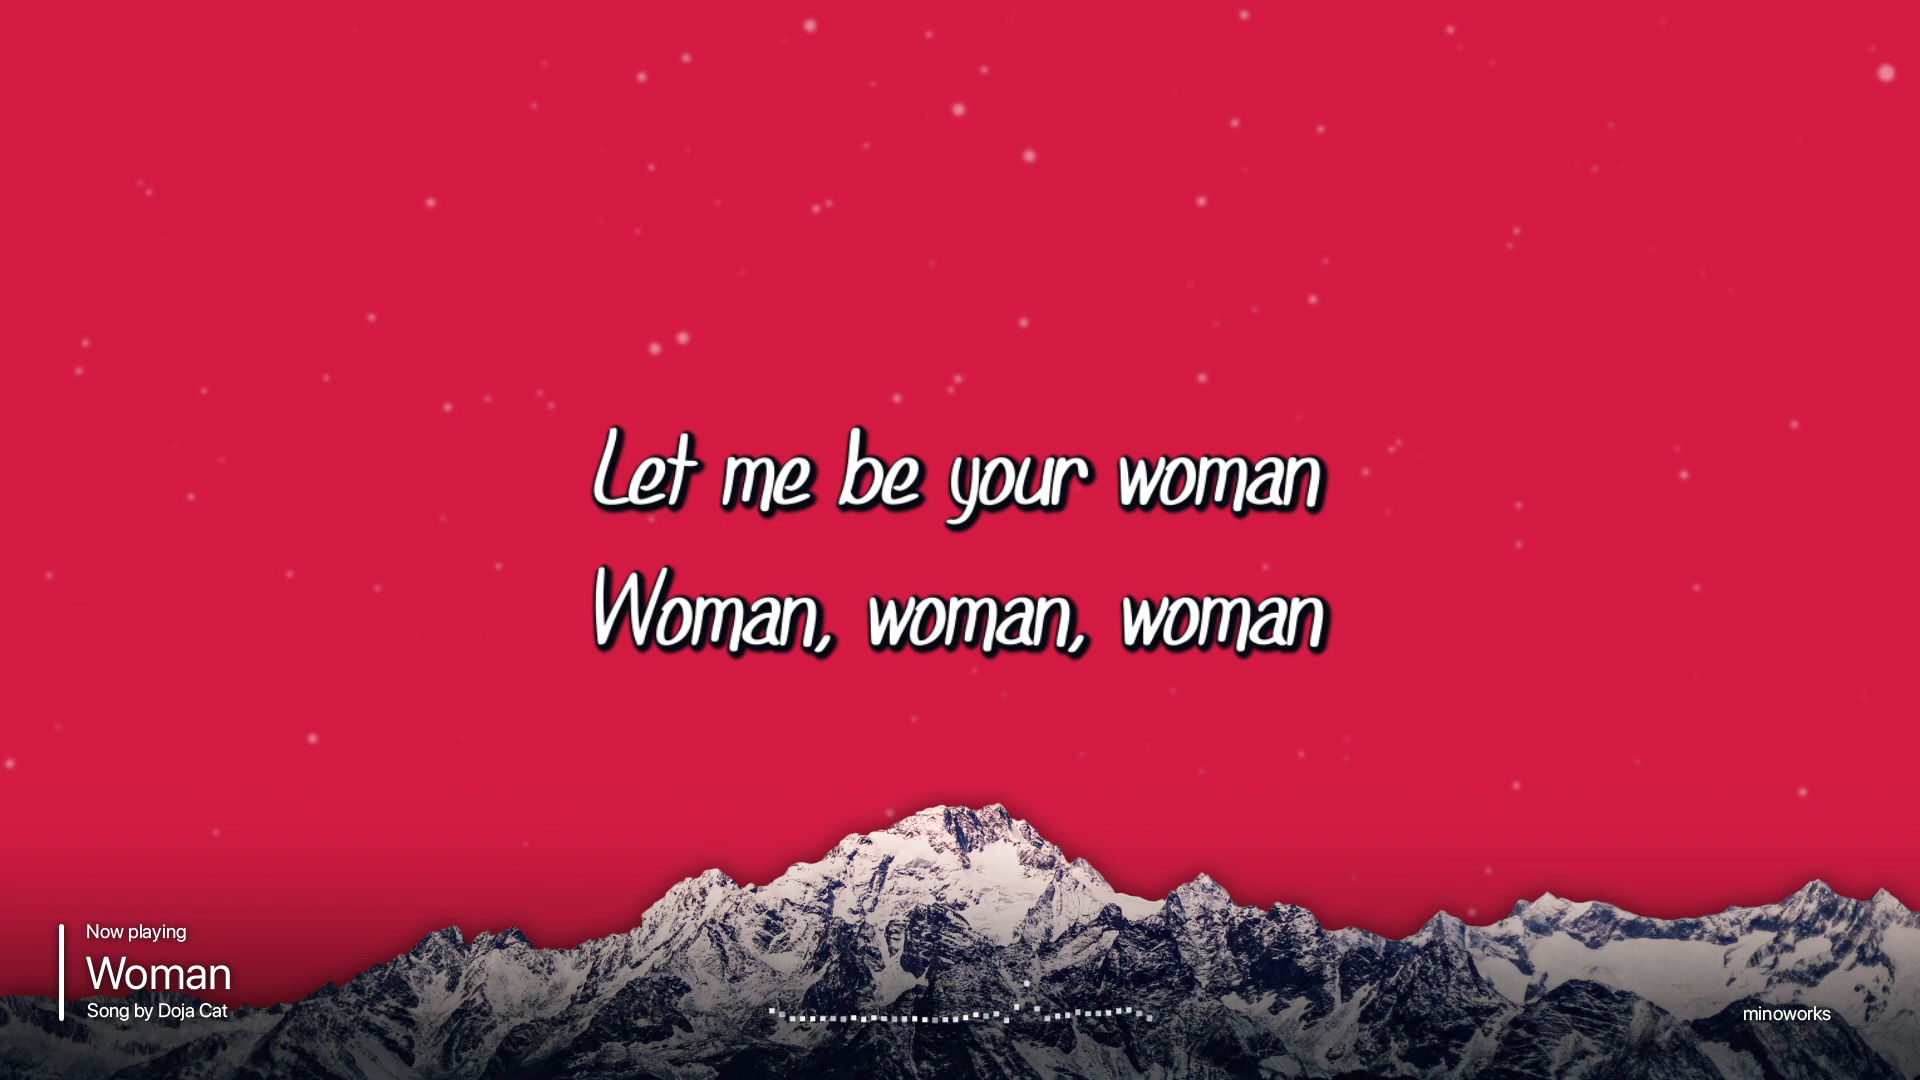 Let me be your woman
Woman, woman, woman
Now playing
Woman
Song by Doja Cat
minoworks